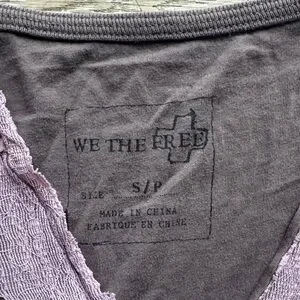 WE THE FREE
SIZE S/P
MADE IN CHINA
FABRIQUE EN CHINE